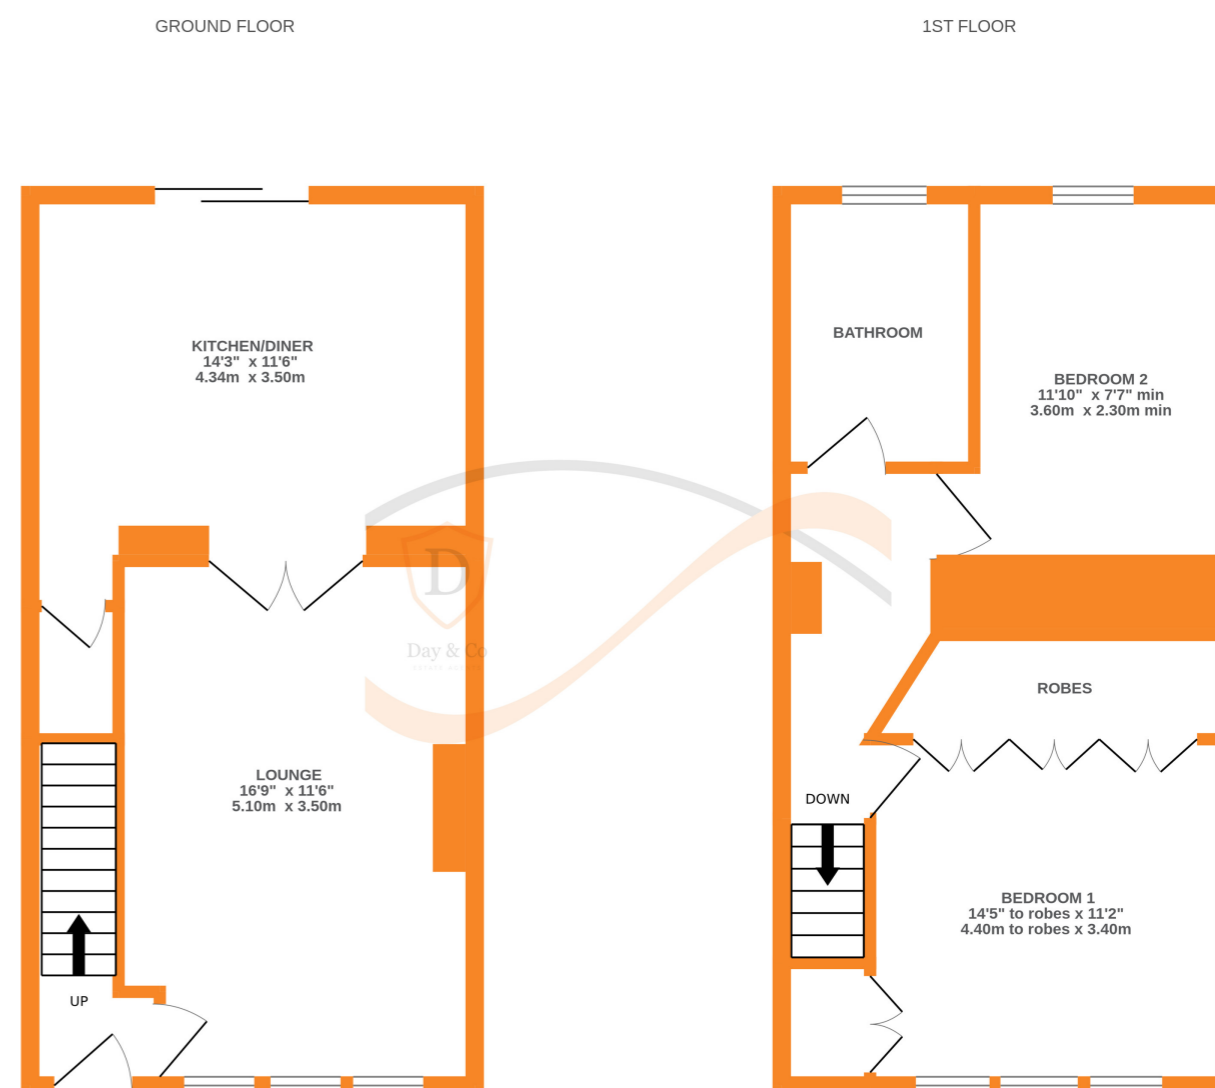 GROUND FLOOR
1ST FLOOR
KITCHEN/DINER
14'3"  x 11'6"
4.34m  x 3.50m
LOUNGE
16'9"  x 11'6"
5.10m  x 3.50m
UP
BATHROOM
BEDROOM 2
11'10"  x 7'7" min
3.60m  x 2.30m min
ROBES
DOWN
BEDROOM 1
14'5" to robes x 11'2"
4.40m to robes x 3.40m
D
Day & Co